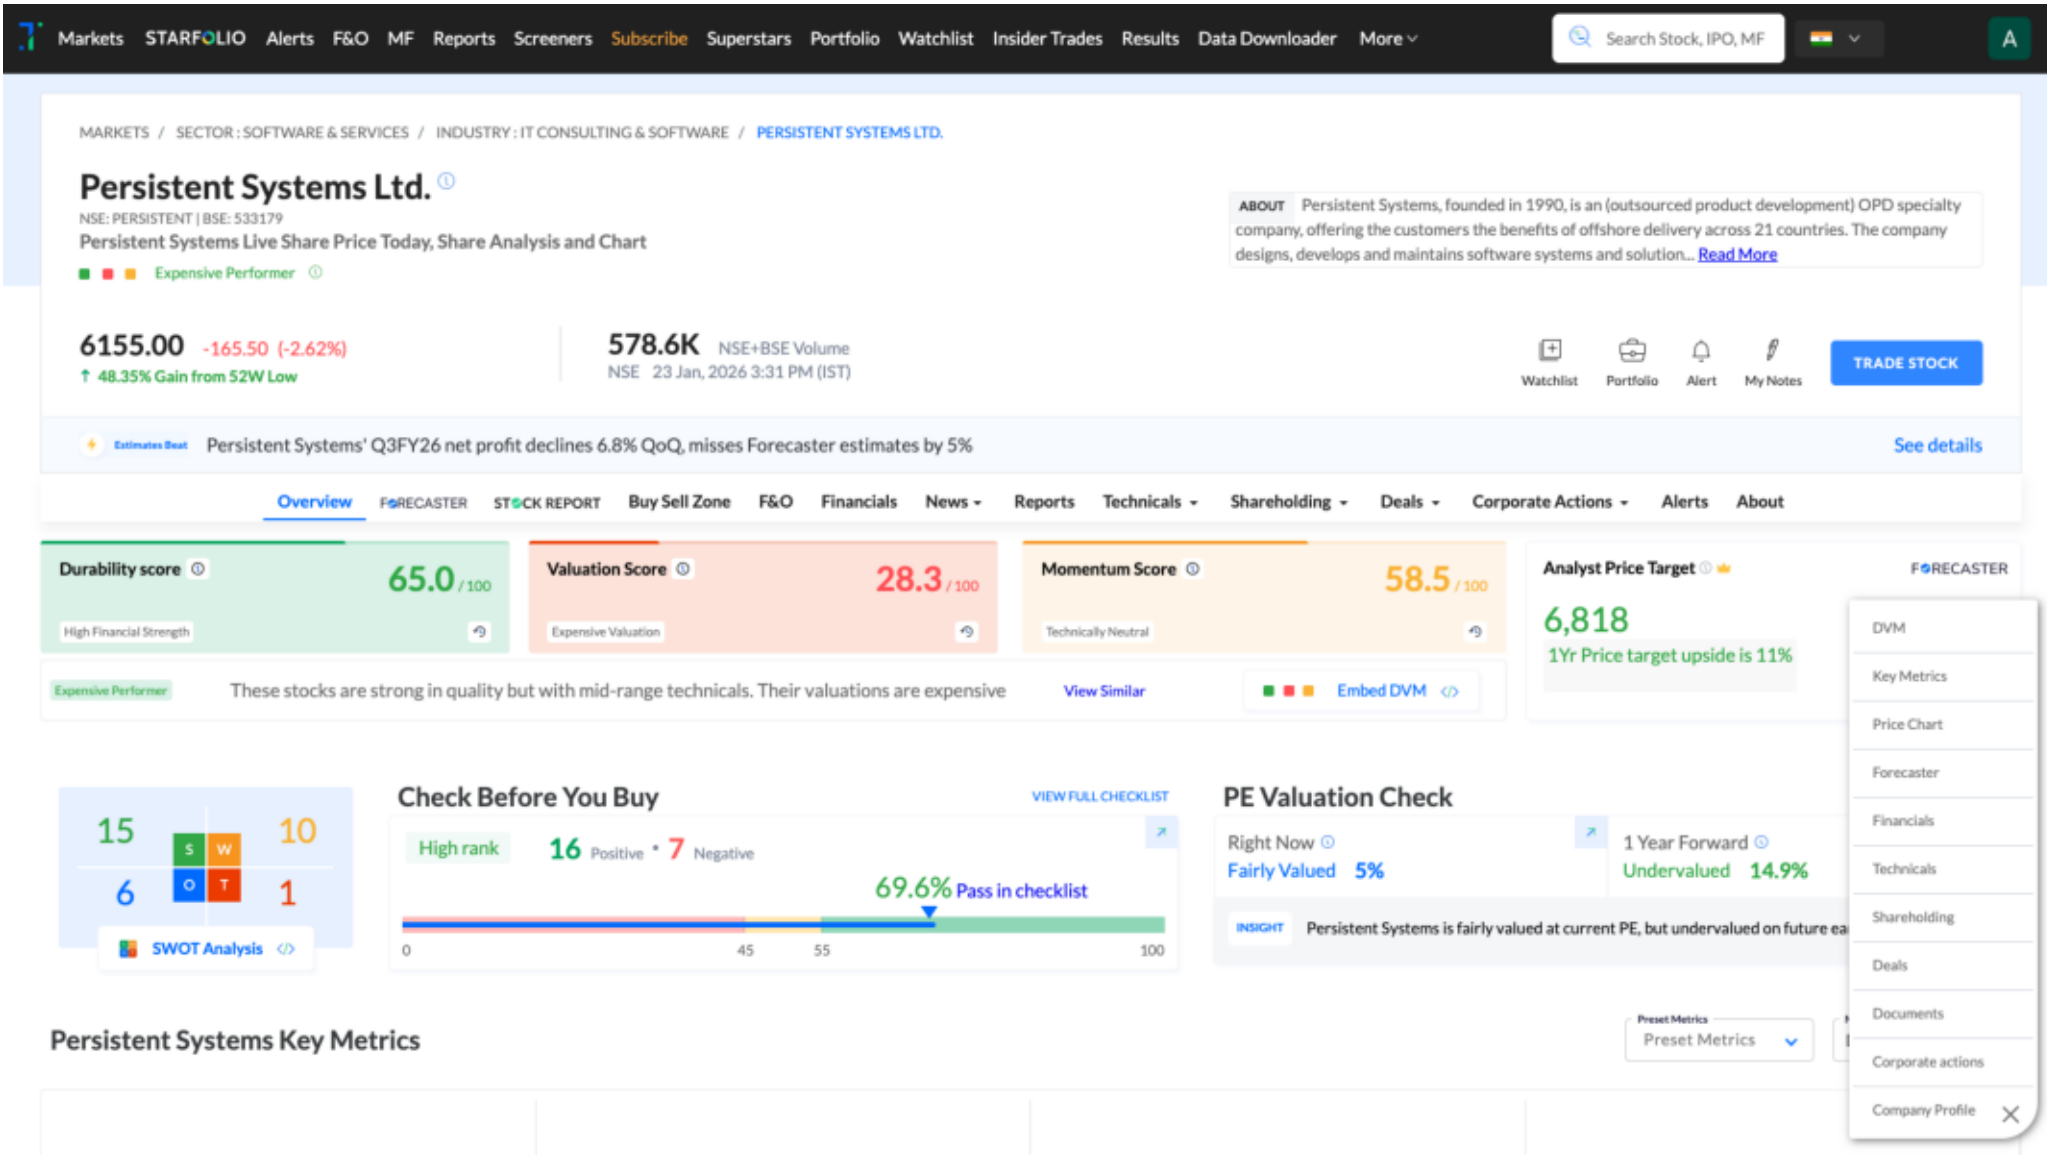 Markets STARFOLIO Alerts F&O MF Reports Screeners Subscribe Superstars Portfolio Watchlist Insider Trades Results Data Downloader More Search Stock, IPO, MF A
MARKETS / SECTOR : SOFTWARE & SERVICES / INDUSTRY : IT CONSULTING & SOFTWARE / PERSISTENT SYSTEMS LTD.
Persistent Systems Ltd.
NSE: PERSISTENT | BSE: 533179
Persistent Systems Live Share Price Today, Share Analysis and Chart
Expensive Performer
ABOUT Persistent Systems, founded in 1990, is an (outsourced product development) OPD specialty
company, offering the customers the benefits of offshore delivery across 21 countries. The company
designs, develops and maintains software systems and solution... Read More
6155.00 -165.50 (-2.62%)
↑ 48.35% Gain from 52W Low
578.6K NSE+BSE Volume
NSE 23 Jan, 2026 3:31 PM (IST)
Watchlist Portfolio Alert My Notes TRADE STOCK
Estimates Beat Persistent Systems' Q3FY26 net profit declines 6.8% QoQ, misses Forecaster estimates by 5% See details
Overview FORECASTER STOCK REPORT Buy Sell Zone F&O Financials News Reports Technicals Shareholding Deals Corporate Actions Alerts About
Durability score 65.0 / 100
High Financial Strength
Valuation Score 28.3 / 100
Expensive Valuation
Momentum Score 58.5 / 100
Technically Neutral
Analyst Price Target FORECASTER
6,818
1Yr Price target upside is 11%
Expensive Performer These stocks are strong in quality but with mid-range technicals. Their valuations are expensive View Similar Embed DVM </>
15 10
S W
O T
6 1
SWOT Analysis </>
Check Before You Buy VIEW FULL CHECKLIST
High rank 16 Positive • 7 Negative
69.6% Pass in checklist
0 45 55 100
PE Valuation Check
Right Now
Fairly Valued 5%
1 Year Forward
Undervalued 14.9%
INSIGHT Persistent Systems is fairly valued at current PE, but undervalued on future ea
Persistent Systems Key Metrics
Preset Metrics
Preset Metrics
DVM
Key Metrics
Price Chart
Forecaster
Financials
Technicals
Shareholding
Deals
Documents
Corporate actions
Company Profile